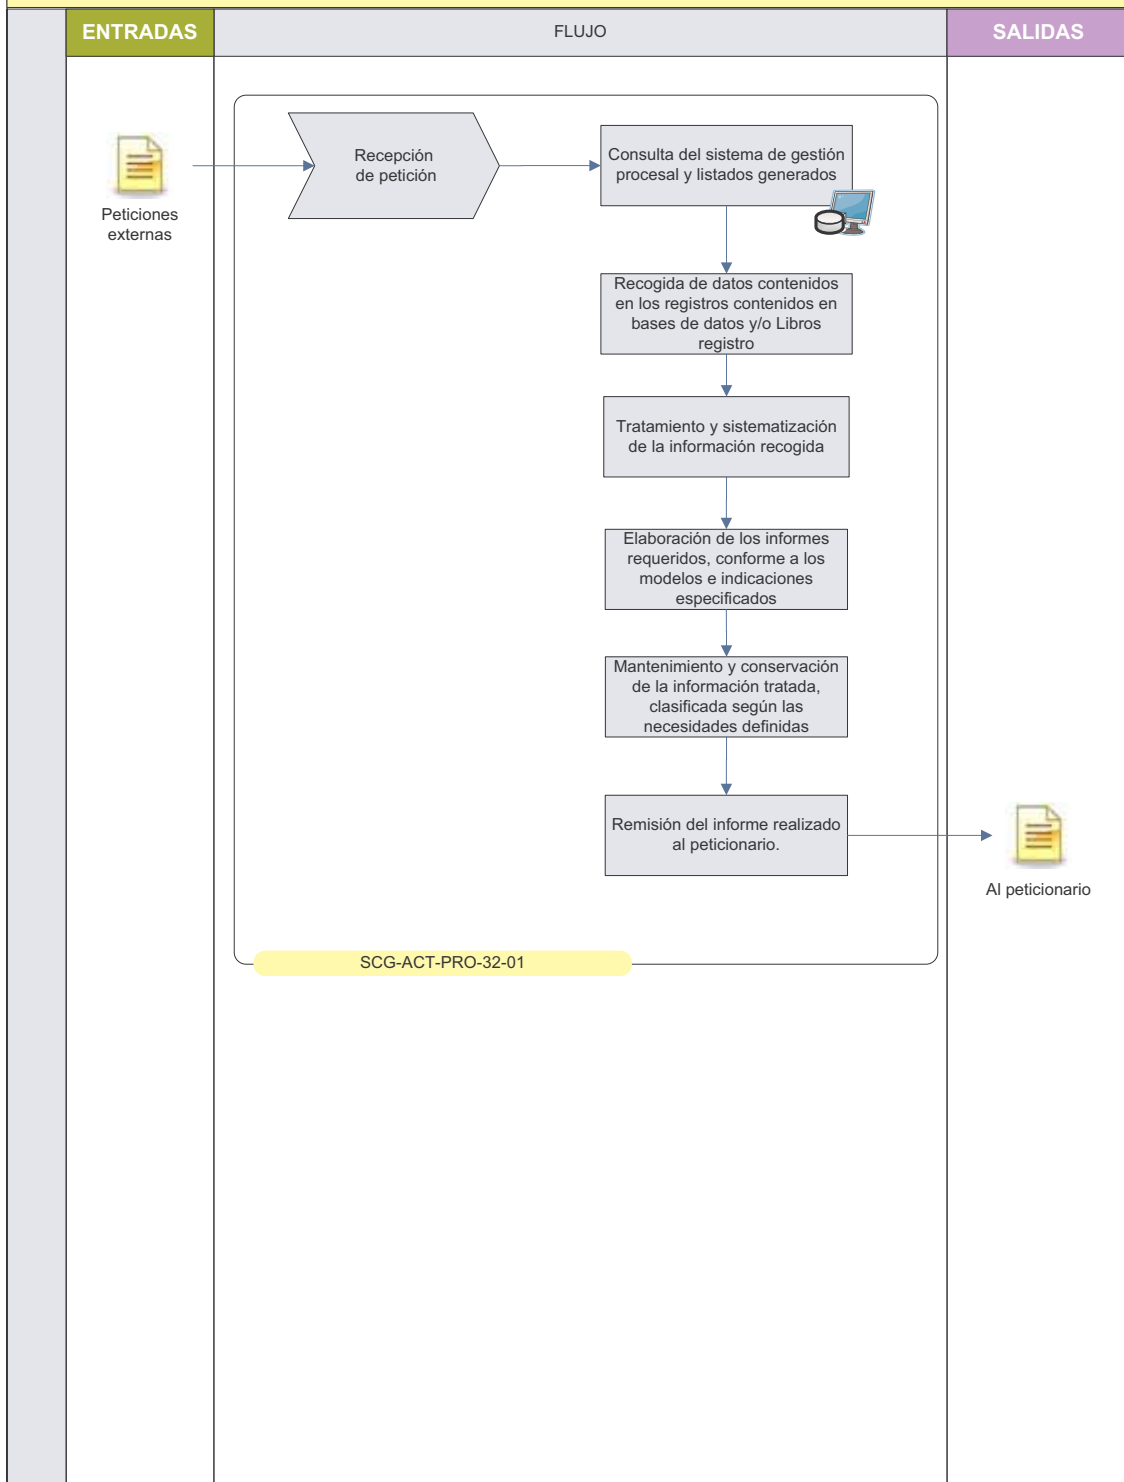 ENTRADAS
FLUJO
SALIDAS
Peticiones
externas
Recepción
de petición
Consulta del sistema de gestión
procesal y listados generados
Recogida de datos contenidos
en los registros contenidos en
bases de datos y/o Libros
registro
Tratamiento y sistematización
de la información recogida
Elaboración de los informes
requeridos, conforme a los
modelos e indicaciones
especificados
Mantenimiento y conservación
de la información tratada,
clasificada según las
necesidades definidas
Remisión del informe realizado
al peticionario.
Al peticionario
SCG-ACT-PRO-32-01